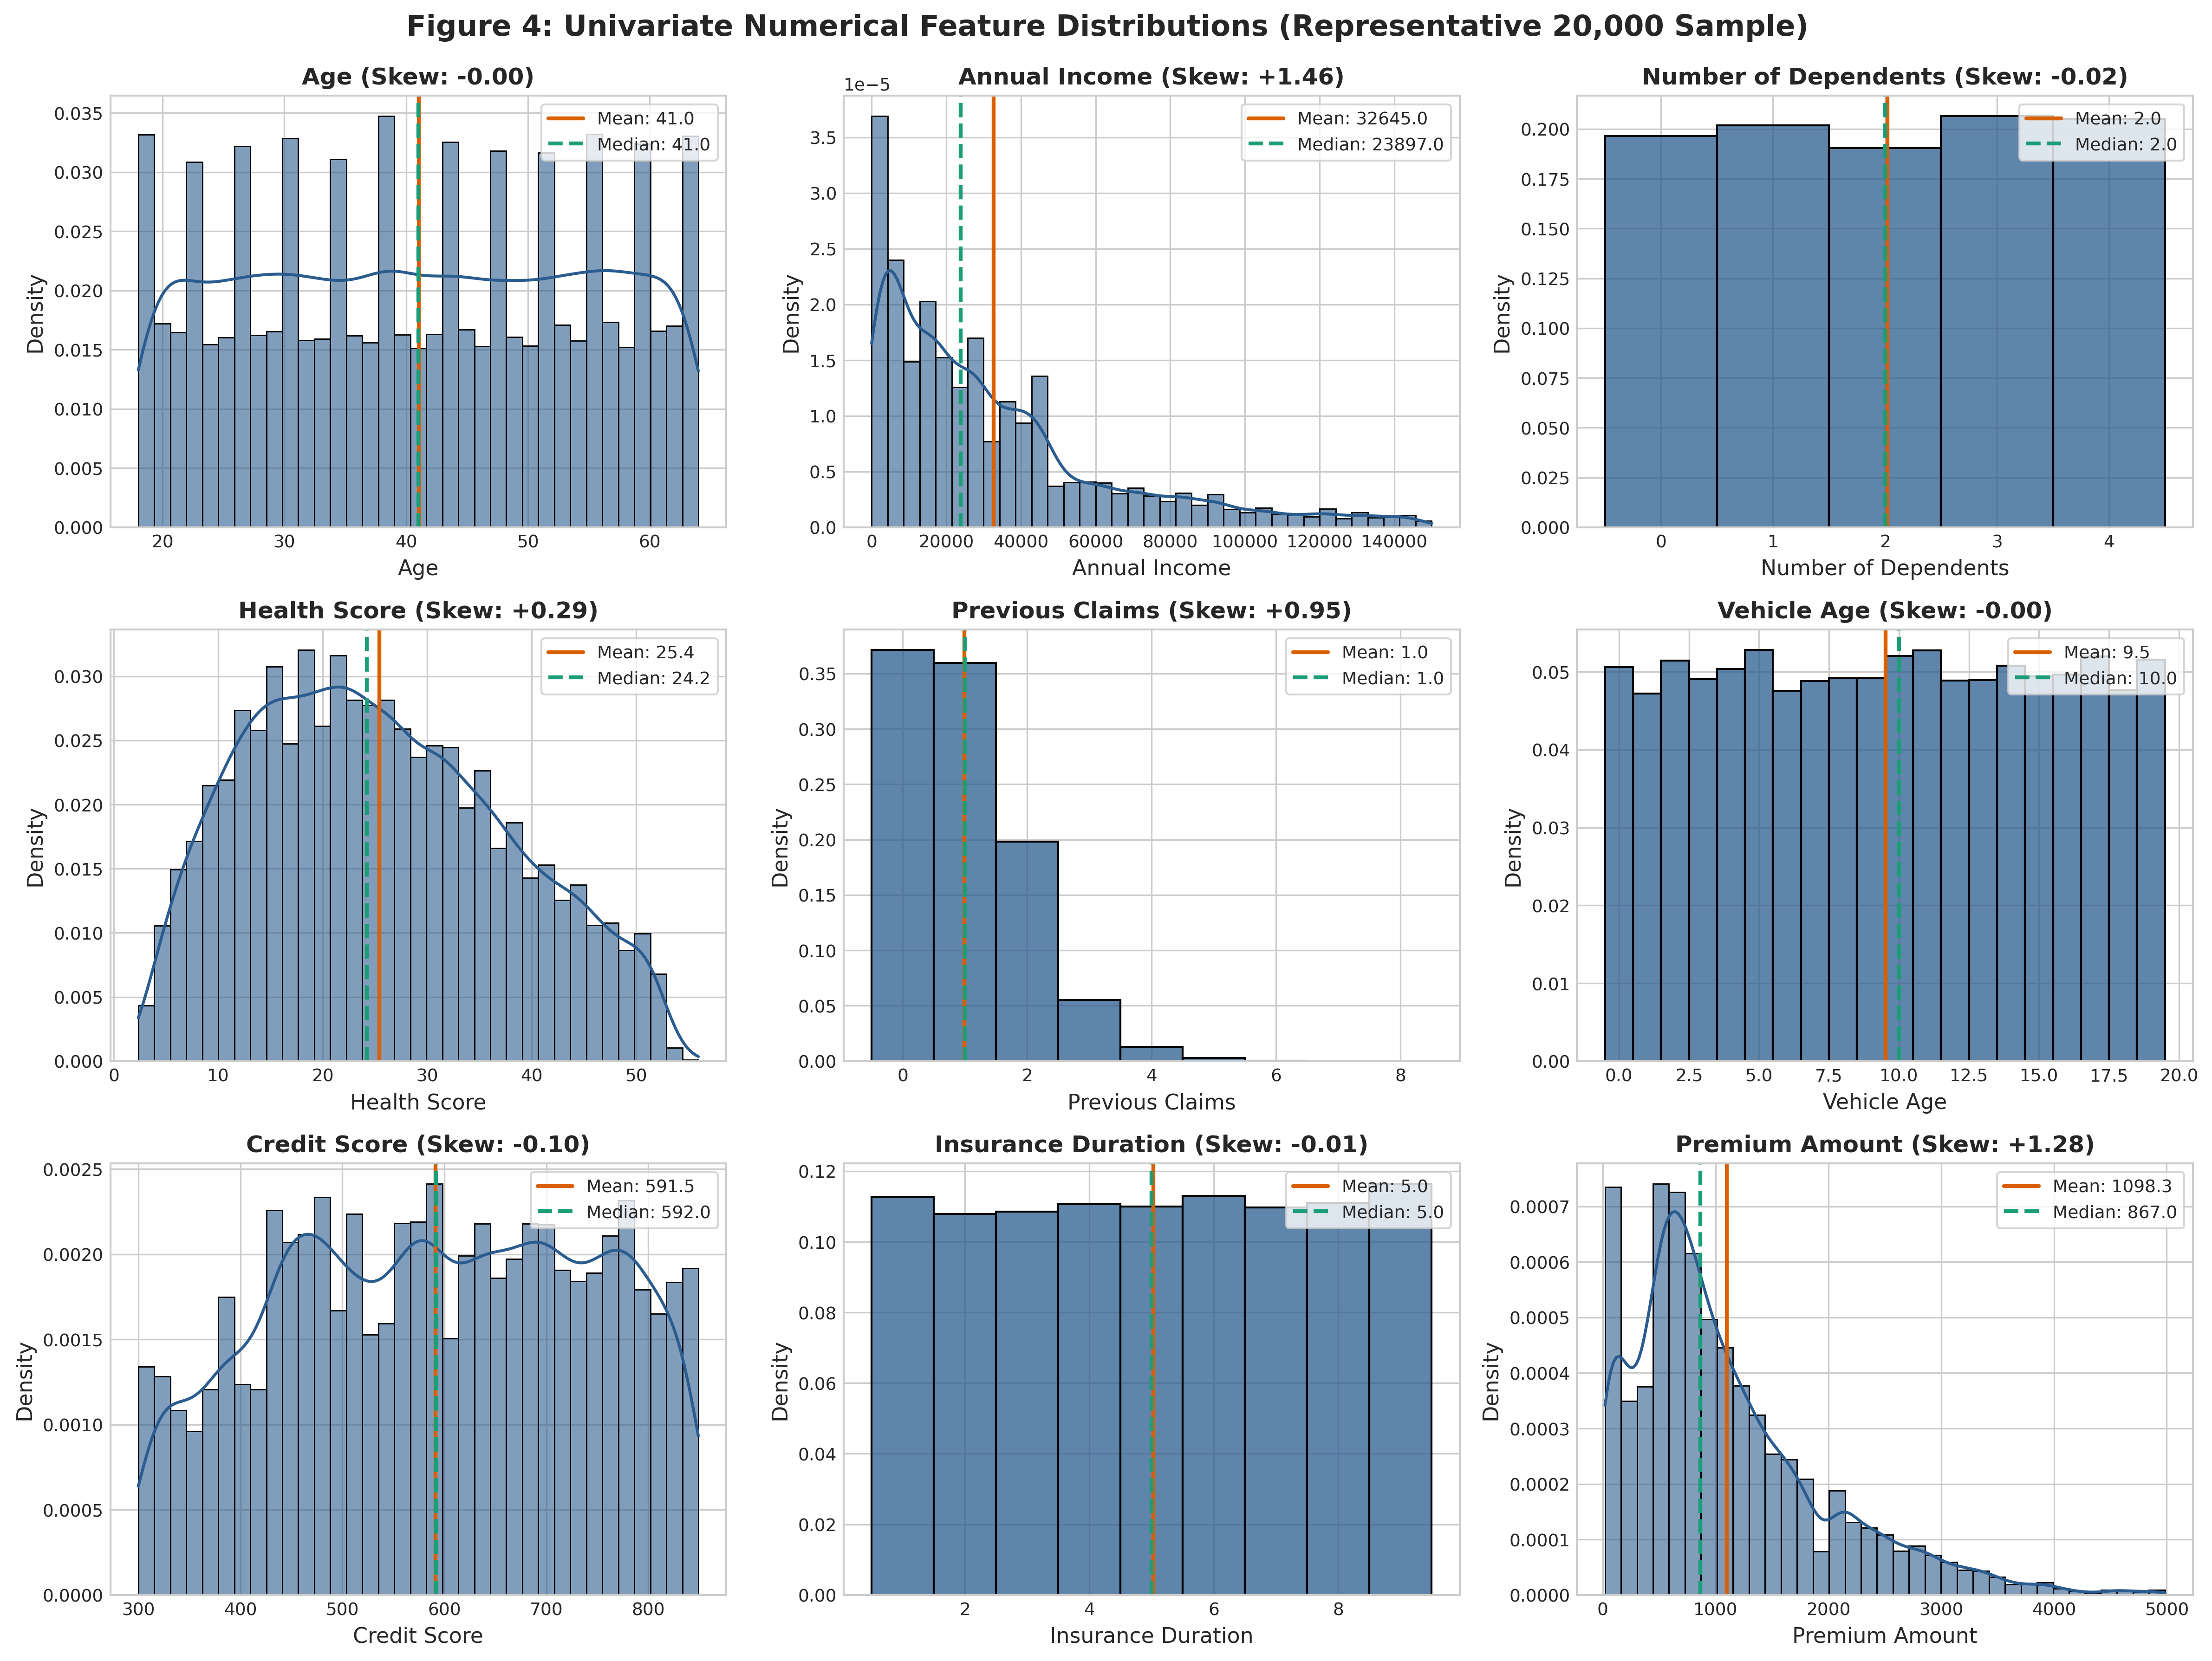 Figure 4: Univariate Numerical Feature Distributions (Representative 20,000 Sample)
Age (Skew: -0.00)
Mean: 41.0
Median: 41.0
0.035
0.030
0.025
0.020
0.015
0.010
0.005
0.000
Density
20 30 40 50 60
Age
Annual Income (Skew: +1.46)
1e−5
Mean: 32645.0
Median: 23897.0
3.5
3.0
2.5
2.0
1.5
1.0
0.5
0.0
Density
0 20000 40000 60000 80000 100000 120000 140000
Annual Income
Number of Dependents (Skew: -0.02)
Mean: 2.0
Median: 2.0
0.200
0.175
0.150
0.125
0.100
0.075
0.050
0.025
0.000
Density
0 1 2 3 4
Number of Dependents
Health Score (Skew: +0.29)
Mean: 25.4
Median: 24.2
0.030
0.025
0.020
0.015
0.010
0.005
0.000
Density
0 10 20 30 40 50
Health Score
Previous Claims (Skew: +0.95)
Mean: 1.0
Median: 1.0
0.35
0.30
0.25
0.20
0.15
0.10
0.05
0.00
Density
0 2 4 6 8
Previous Claims
Vehicle Age (Skew: -0.00)
Mean: 9.5
Median: 10.0
0.05
0.04
0.03
0.02
0.01
0.00
Density
0.0 2.5 5.0 7.5 10.0 12.5 15.0 17.5 20.0
Vehicle Age
Credit Score (Skew: -0.10)
Mean: 591.5
Median: 592.0
0.0025
0.0020
0.0015
0.0010
0.0005
0.0000
Density
300 400 500 600 700 800
Credit Score
Insurance Duration (Skew: -0.01)
Mean: 5.0
Median: 5.0
0.12
0.10
0.08
0.06
0.04
0.02
0.00
Density
2 4 6 8
Insurance Duration
Premium Amount (Skew: +1.28)
Mean: 1098.3
Median: 867.0
0.0007
0.0006
0.0005
0.0004
0.0003
0.0002
0.0001
0.0000
Density
0 1000 2000 3000 4000 5000
Premium Amount